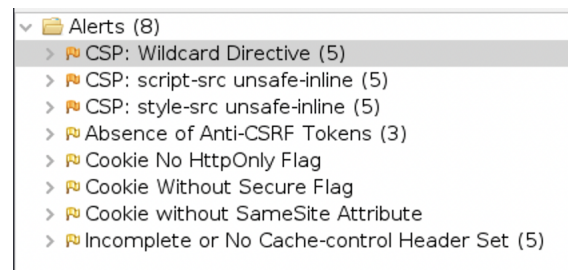 Alerts (8)
CSP: Wildcard Directive (5)
CSP: script-src unsafe-inline (5)
CSP: style-src unsafe-inline (5)
Absence of Anti-CSRF Tokens (3)
Cookie No HttpOnly Flag
Cookie Without Secure Flag
Cookie without SameSite Attribute
Incomplete or No Cache-control Header Set (5)